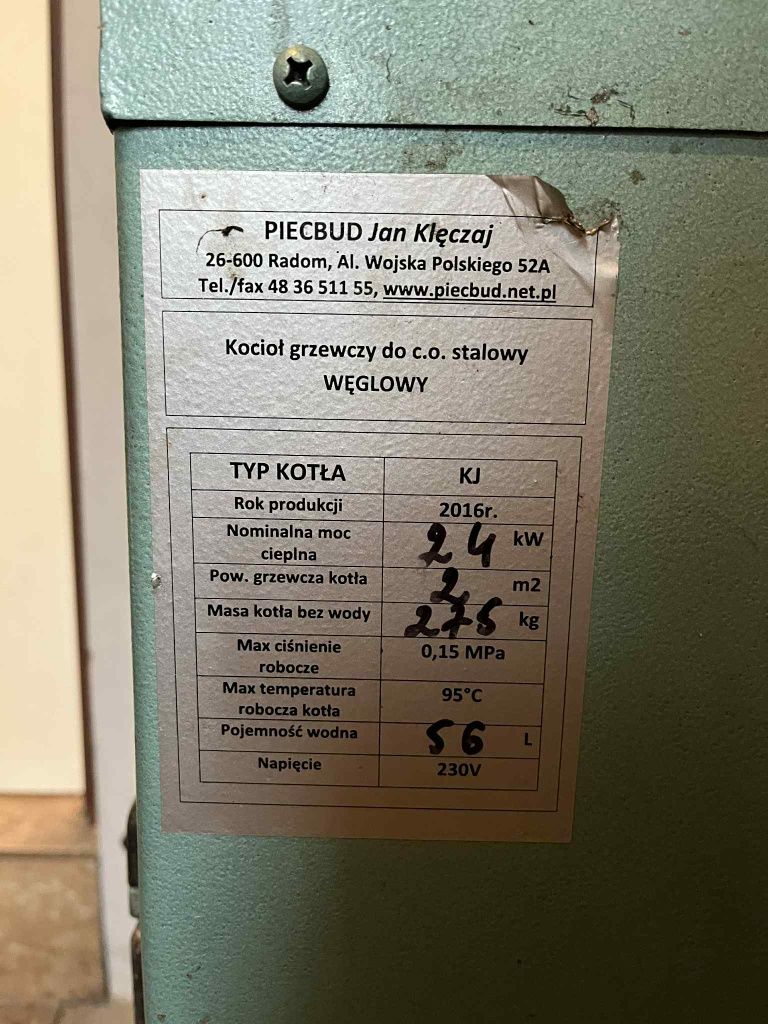 PIECBUD Jan Klęczaj
26-600 Radom, Al. Wojska Polskiego 52A
Tel./fax 48 36 511 55, www.piecbud.net.pl
Kocioł grzewczy do c.o. stalowy
WĘGLOWY
TYP KOTŁA KJ
Rok produkcji 2016r.
Nominalna moc
cieplna 24 kW
Pow. grzewcza kotła 2, m2
Masa kotła bez wody 275 kg
Max ciśnienie
robocze 0,15 MPa
Max temperatura
robocza kotła 95°C
Pojemność wodna 56 L
Napięcie 230V